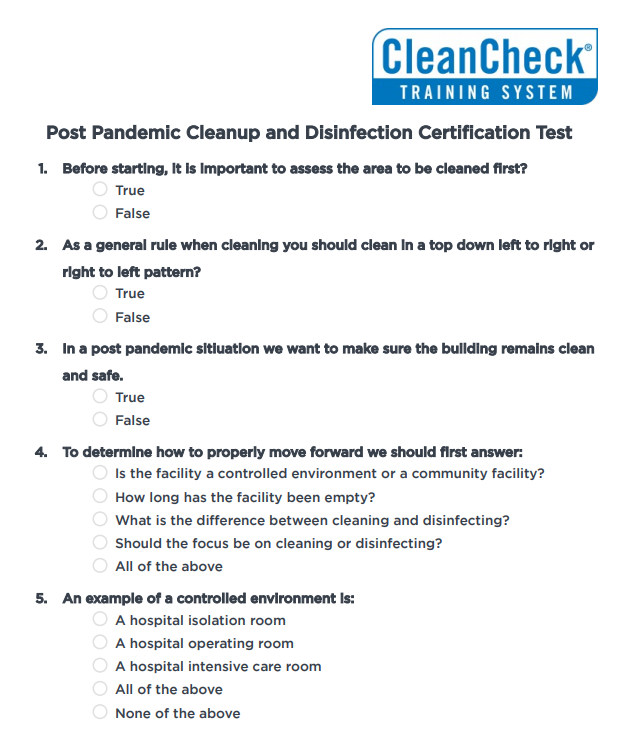 CleanCheck®
TRAINING SYSTEM
Post Pandemic Cleanup and Disinfection Certification Test
1. Before starting, it is important to assess the area to be cleaned first?
True
False
2. As a general rule when cleaning you should clean in a top down left to right or
right to left pattern?
True
False
3. In a post pandemic sitiuation we want to make sure the building remains clean
and safe.
True
False
4. To determine how to properly move forward we should first answer:
Is the facility a controlled environment or a community facility?
How long has the facility been empty?
What is the difference between cleaning and disinfecting?
Should the focus be on cleaning or disinfecting?
All of the above
5. An example of a controlled environment is:
A hospital isolation room
A hospital operating room
A hospital intensive care room
All of the above
None of the above